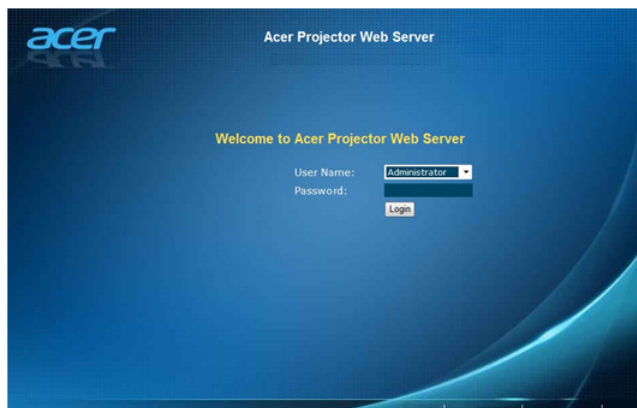 acer
Acer Projector Web Server
Welcome to Acer Projector Web Server
User Name: Administrator
Password:
Login